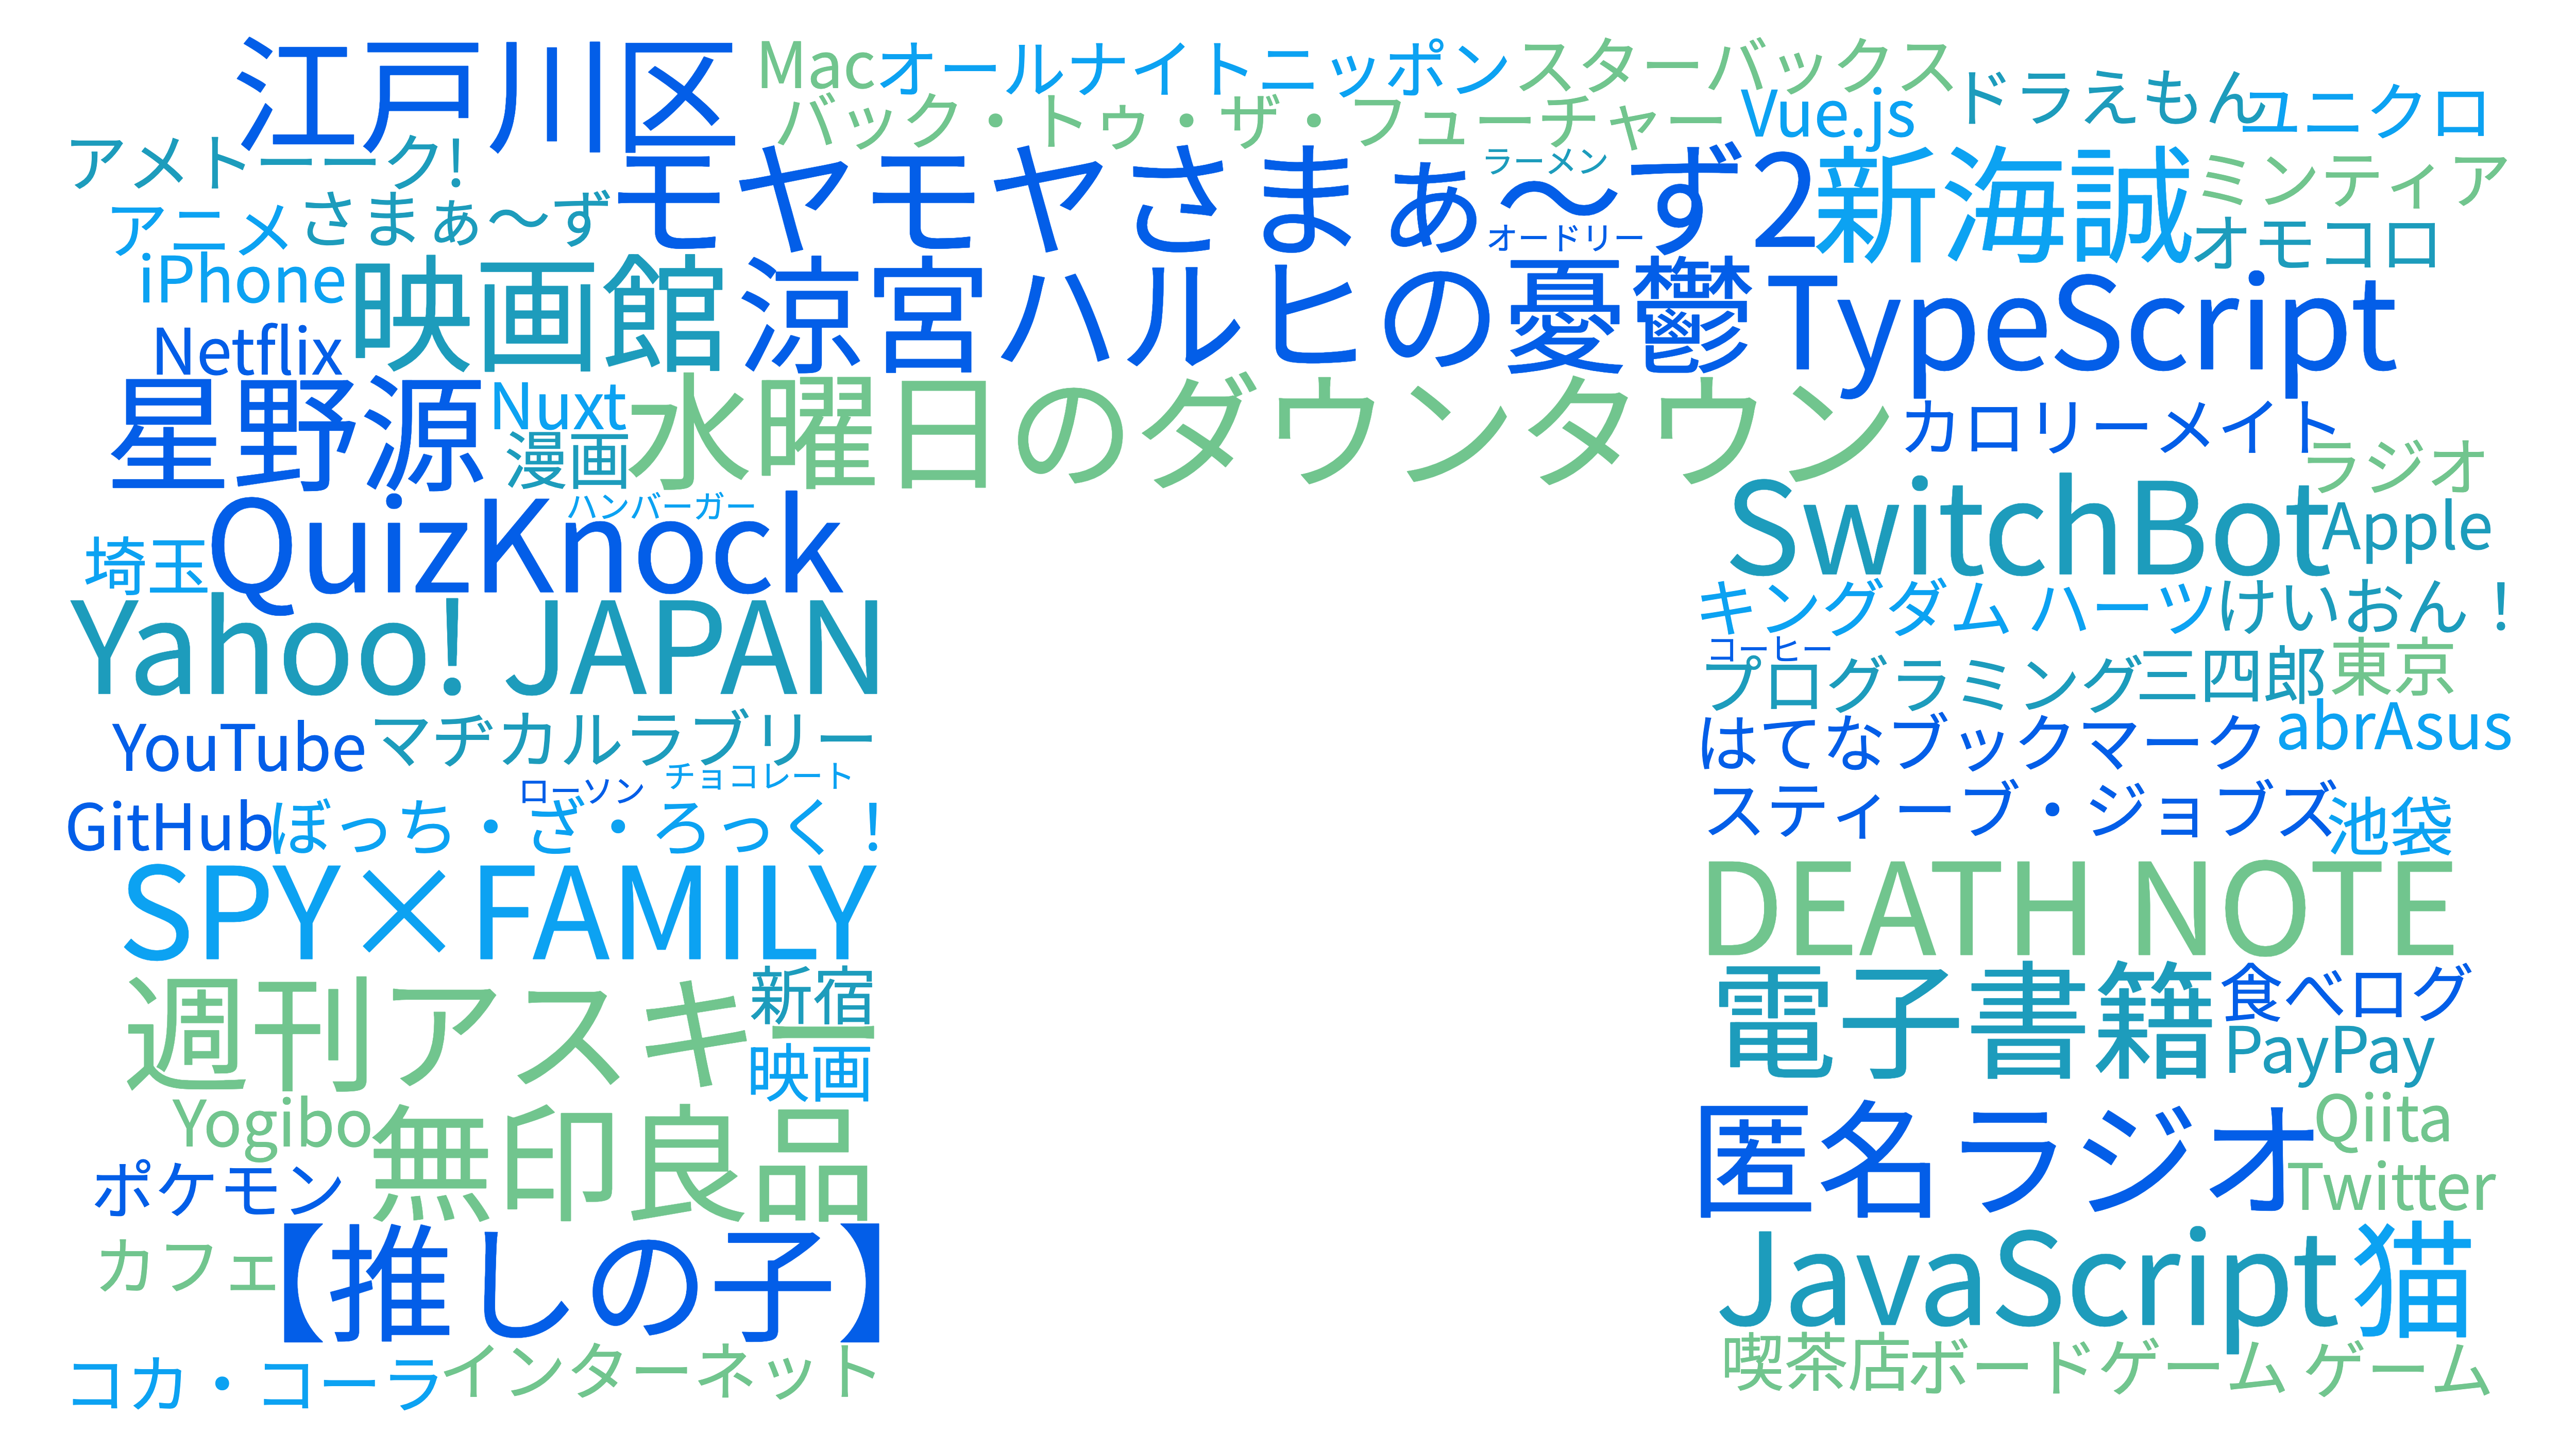 江戸川区
Mac
オールナイトニッポン
スターバックス
バック・トゥ・ザ・フューチャー
Vue.js
ドラえもん
ユニクロ
アメトーーク!
モヤモヤさまぁ〜ず2
ラーメン
オードリー
新海誠
ミンティア
アニメ
さまぁ〜ず
オモコロ
iPhone
映画館
涼宮ハルヒの憂鬱
TypeScript
Netflix
星野源
Nuxt
漫画
水曜日のダウンタウン
カロリーメイト
ラジオ
QuizKnock
ハンバーガー
SwitchBot
Apple
埼玉
キングダム ハーツ
けいおん！
Yahoo! JAPAN
コーヒー
プログラミング
三四郎
東京
YouTube
マヂカルラブリー
はてなブックマーク
abrAsus
ローソン
チョコレート
GitHub
ぼっち・ざ・ろっく！
スティーブ・ジョブズ
池袋
SPY×FAMILY
DEATH NOTE
週刊アスキー
新宿
映画
電子書籍
食べログ
PayPay
Yogibo
無印良品
匿名ラジオ
Qiita
ポケモン
Twitter
カフェ
【推しの子】
JavaScript
猫
コカ・コーラ
インターネット
喫茶店
ボードゲーム
ゲーム